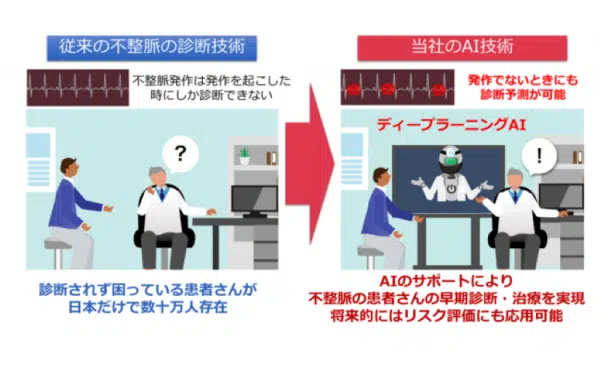 従来の不整脈の診断技術
不整脈発作は発作を起こした
時にしか診断できない
?
診断されず困っている患者さんが
日本だけで数十万人存在
当社のAI技術
発作でないときにも
診断予測が可能
ディープラーニングAI
!
AIのサポートにより
不整脈の患者さんの早期診断・治療を実現
将来的にはリスク評価にも応用可能